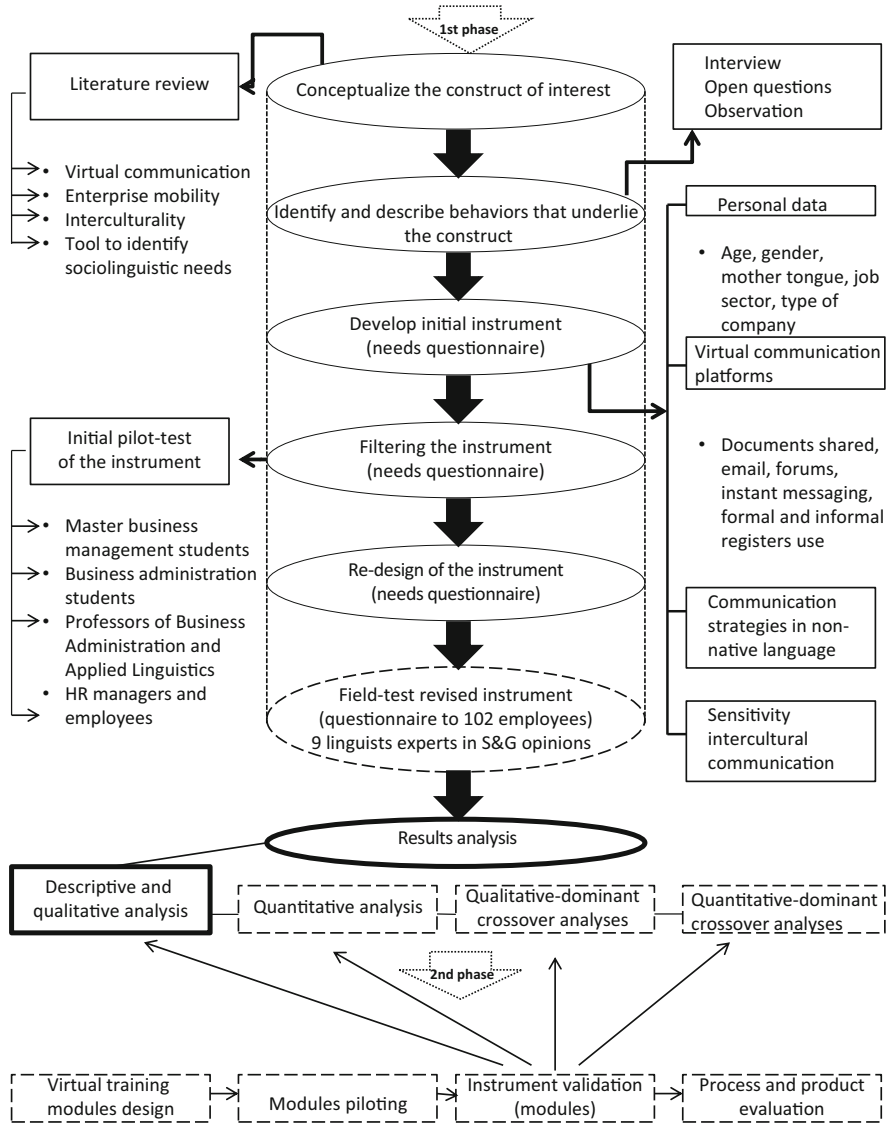 1st phase
Conceptualize the construct of interest
Literature review
• Virtual communication
• Enterprise mobility
• Interculturality
• Tool to identify
sociolinguistic needs
Interview
Open questions
Observation
Identify and describe behaviors that underlie
the construct
Develop initial instrument
(needs questionnaire)
Personal data
• Age, gender,
mother tongue, job
sector, type of
company
Virtual communication
platforms
• Documents shared,
email, forums,
instant messaging,
formal and informal
registers use
Communication
strategies in non-
native language
Sensitivity
intercultural
communication
Filtering the instrument
(needs questionnaire)
Initial pilot-test
of the instrument
• Master business
management students
• Business administration
students
• Professors of Business
Administration and
Applied Linguistics
• HR managers and
employees
Re-design of the instrument
(needs questionnaire)
Field-test revised instrument
(questionnaire to 102 employees)
9 linguists experts in S&G opinions
Results analysis
Descriptive and
qualitative analysis
Quantitative analysis
Qualitative-dominant
crossover analyses
Quantitative-dominant
crossover analyses
2nd phase
Virtual training
modules design
Modules piloting
Instrument validation
(modules)
Process and product
evaluation